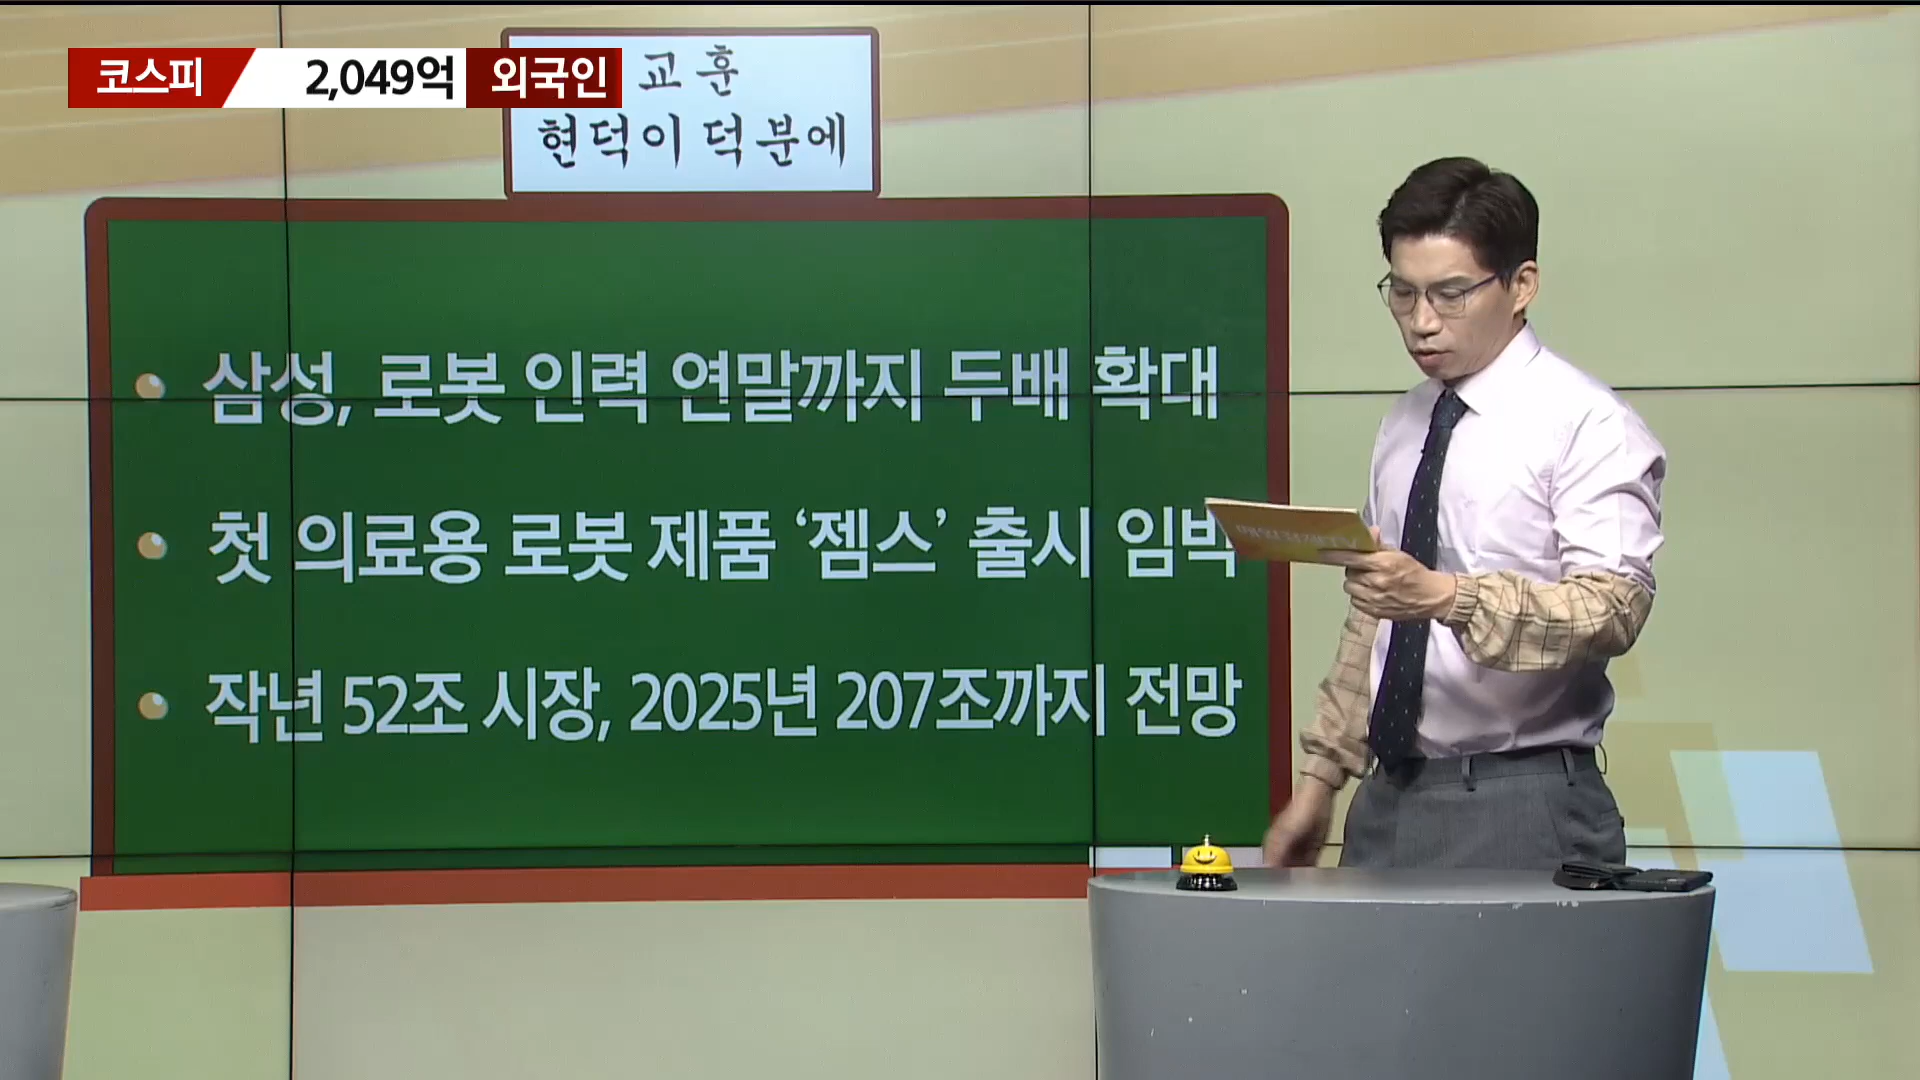 코스피 2,049억 외국인
교훈
현덕이 덕분에
삼성, 로봇 인력 연말까지 두배 확대
첫 의료용 로봇 제품 ‘젬스’ 출시 임박
작년 52조 시장, 2025년 207조까지 전망